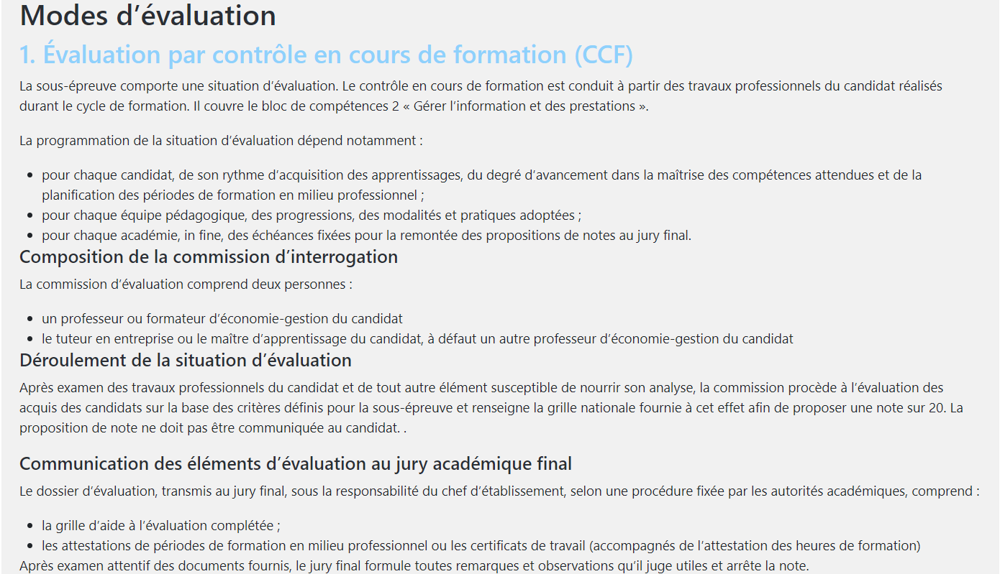 Modes d’évaluation
1. Évaluation par contrôle en cours de formation (CCF)
La sous-épreuve comporte une situation d’évaluation. Le contrôle en cours de formation est conduit à partir des travaux professionnels du candidat réalisés
durant le cycle de formation. Il couvre le bloc de compétences 2 « Gérer l’information et des prestations ».
La programmation de la situation d’évaluation dépend notamment :
• pour chaque candidat, de son rythme d’acquisition des apprentissages, du degré d’avancement dans la maîtrise des compétences attendues et de la
planification des périodes de formation en milieu professionnel ;
• pour chaque équipe pédagogique, des progressions, des modalités et pratiques adoptées ;
• pour chaque académie, in fine, des échéances fixées pour la remontée des propositions de notes au jury final.
Composition de la commission d’interrogation
La commission d’évaluation comprend deux personnes :
• un professeur ou formateur d’économie-gestion du candidat
• le tuteur en entreprise ou le maître d’apprentissage du candidat, à défaut un autre professeur d’économie-gestion du candidat
Déroulement de la situation d’évaluation
Après examen des travaux professionnels du candidat et de tout autre élément susceptible de nourrir son analyse, la commission procède à l’évaluation des
acquis des candidats sur la base des critères définis pour la sous-épreuve et renseigne la grille nationale fournie à cet effet afin de proposer une note sur 20. La
proposition de note ne doit pas être communiquée au candidat. .
Communication des éléments d’évaluation au jury académique final
Le dossier d’évaluation, transmis au jury final, sous la responsabilité du chef d’établissement, selon une procédure fixée par les autorités académiques, comprend :
• la grille d’aide à l’évaluation complétée ;
• les attestations de périodes de formation en milieu professionnel ou les certificats de travail (accompagnés de l’attestation des heures de formation)
Après examen attentif des documents fournis, le jury final formule toutes remarques et observations qu’il juge utiles et arrête la note.